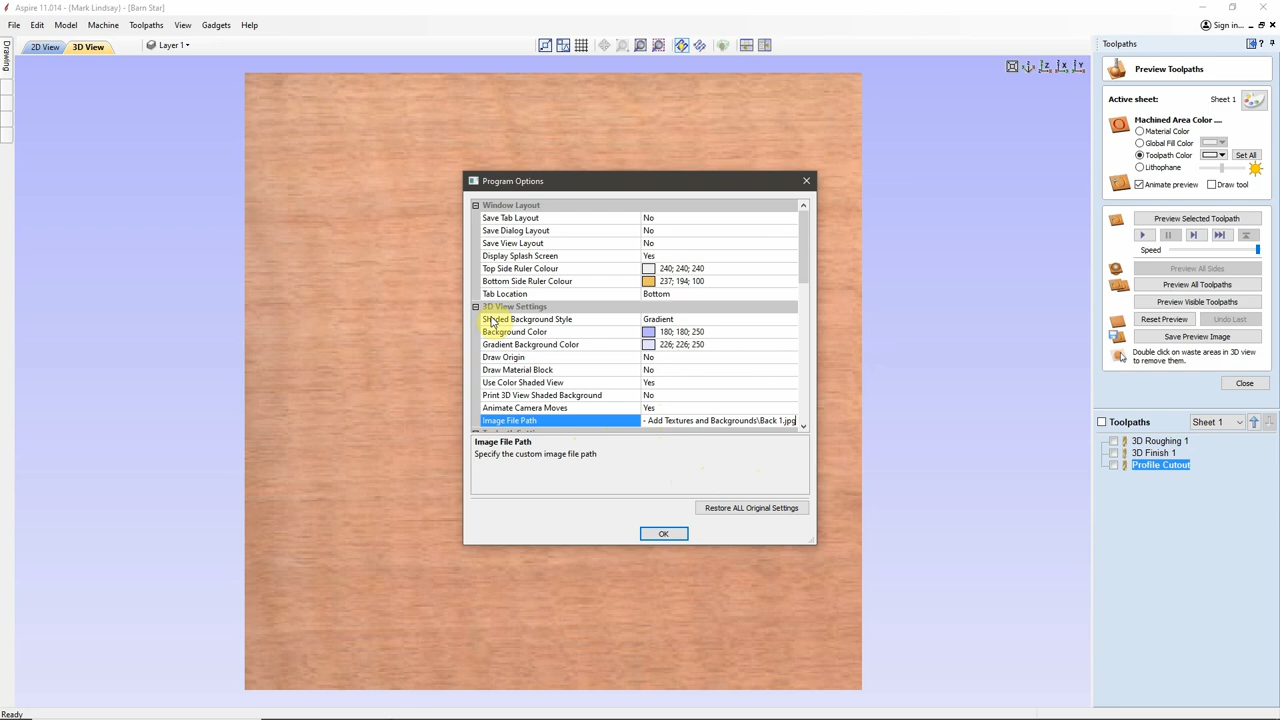 Aspire 11.014 - (Mark Lindsay) - [Barn Star]
File Edit Model Machine Toolpaths View Gadgets Help
Sign in...
2D View 3D View Layer 1
Drawing
Toolpaths
Preview Toolpaths
Active sheet: Sheet 1
Machined Area Color ....
Material Color
Global Fill Color
Toolpath Color Set All
Lithophane
Animate preview Draw tool
Preview Selected Toolpath
Speed
Preview All Sides
Preview All Toolpaths
Preview Visible Toolpaths
Reset Preview Undo Last
Save Preview Image
Double click on waste areas in 3D view
to remove them.
Close
Toolpaths Sheet 1
3D Roughing 1
3D Finish 1
Profile Cutout
Program Options
Window Layout
Save Tab Layout No
Save Dialog Layout No
Save View Layout No
Display Splash Screen Yes
Top Side Ruler Colour 240; 240; 240
Bottom Side Ruler Colour 237; 194; 100
Tab Location Bottom
3D View Settings
Shaded Background Style Gradient
Background Color 180; 180; 250
Gradient Background Color 226; 226; 250
Draw Origin No
Draw Material Block No
Use Color Shaded View Yes
Print 3D View Shaded Background No
Animate Camera Moves Yes
Image File Path - Add Textures and Backgrounds\Back 1.jpg
Image File Path
Specify the custom image file path
Restore ALL Original Settings
OK
Ready